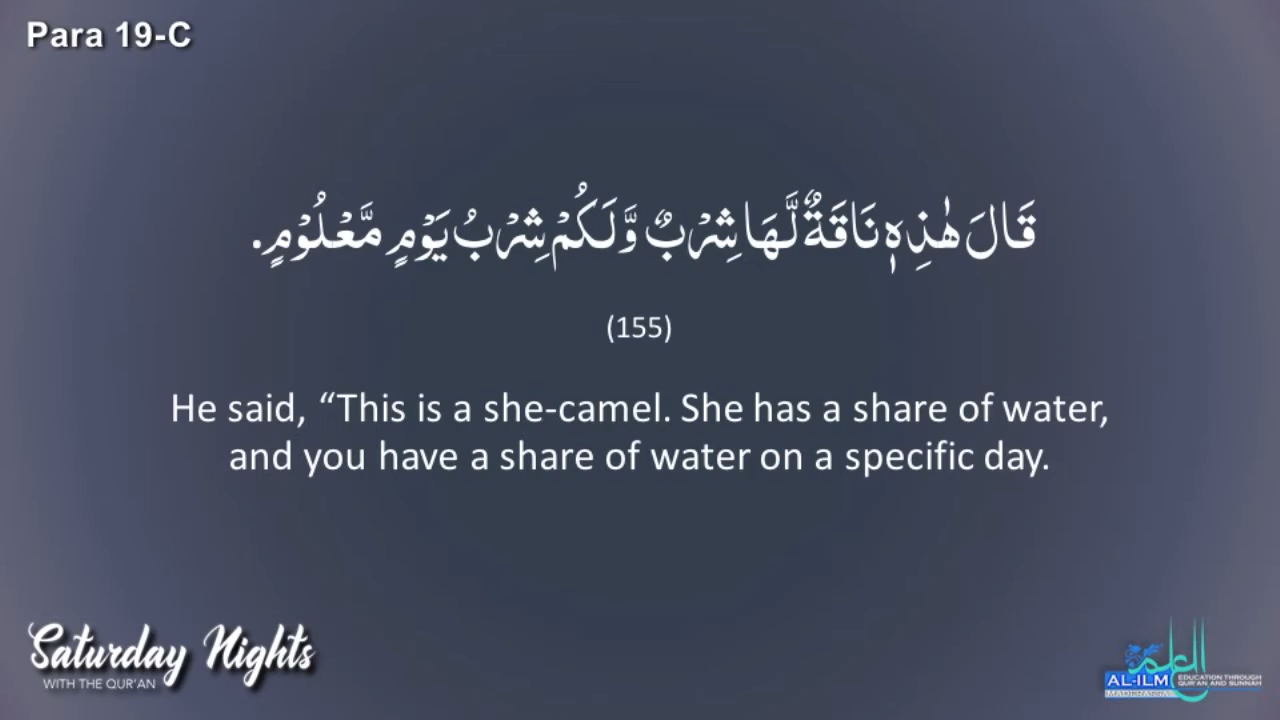 Para 19-C
قَالَ هٰذِهٖ نَاقَةٌ لَّهَا شِرْبٌ وَّلَكُمْ شِرْبُ يَوْمٍ مَّعْلُوْمٍ.
(155)
He said, “This is a she-camel. She has a share of water,
and you have a share of water on a specific day.
Saturday Nights
WITH THE QUR'AN
العلم
AL-ILM
MADRASSA
EDUCATION THROUGH
QUR'AN AND SUNNAH